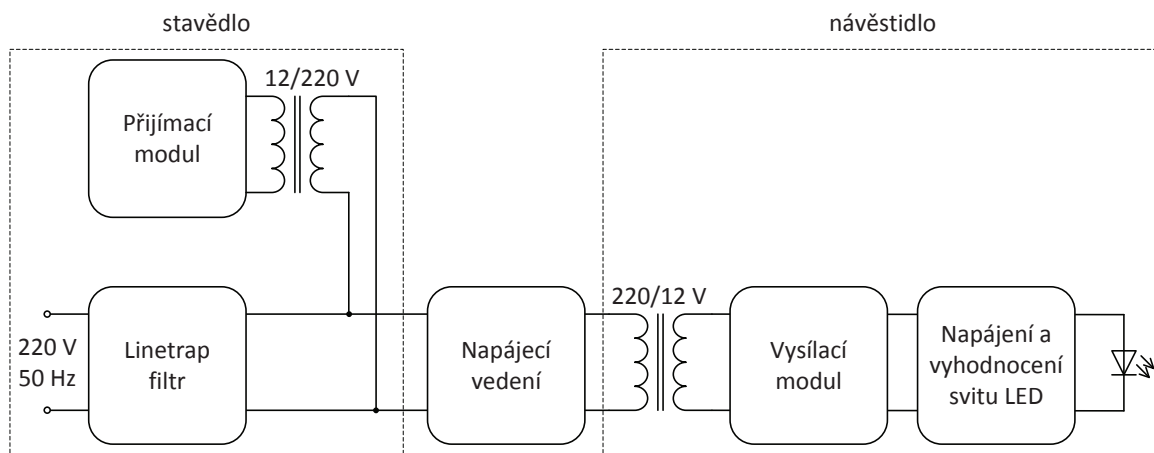 stavědlo
návěstidlo
12/220 V
Přijímací
modul
220 V
50 Hz
Linetrap
filtr
Napájecí
vedení
220/12 V
Vysílací
modul
Napájení a
vyhodnocení
svitu LED